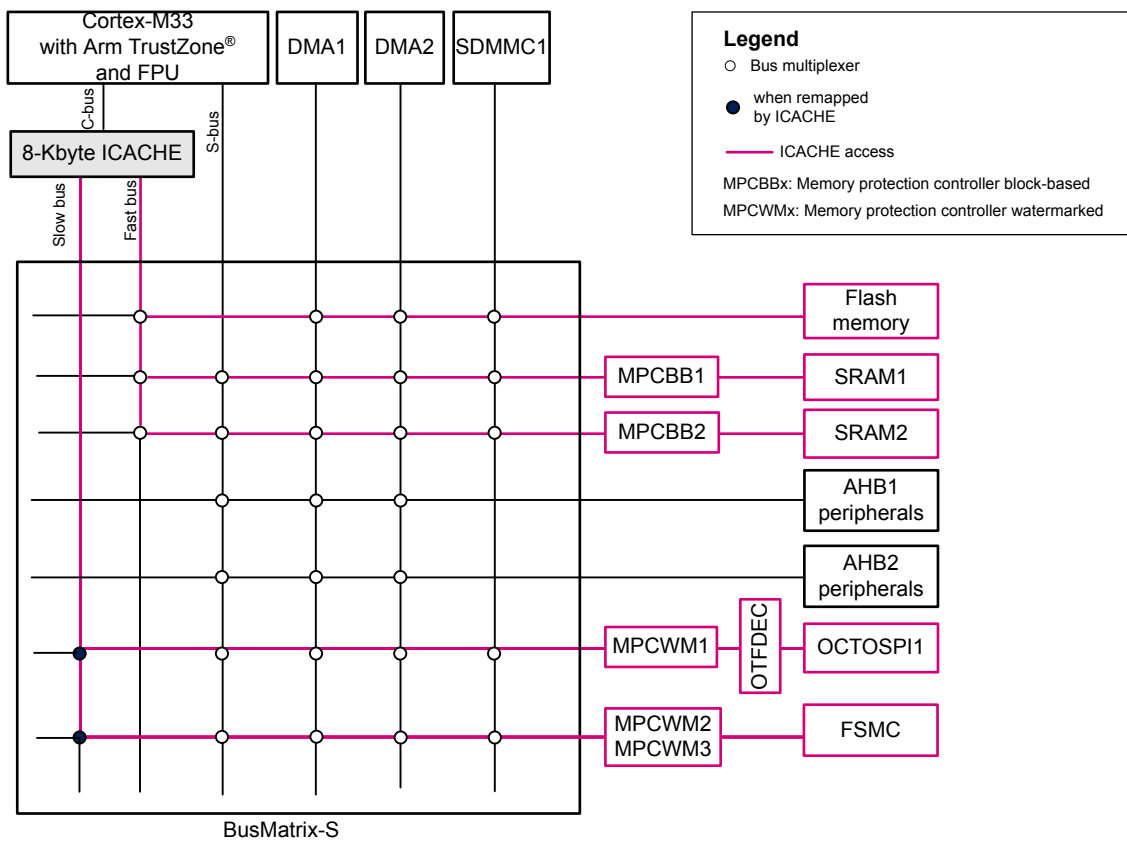 Cortex-M33
with Arm TrustZone®
and FPU
DMA1
DMA2
SDMMC1
C-bus
S-bus
8-Kbyte ICACHE
Slow bus
Fast bus
Legend
Bus multiplexer
when remapped
by ICACHE
ICACHE access
MPCBBx: Memory protection controller block-based
MPCWMx: Memory protection controller watermarked
Flash
memory
MPCBB1
SRAM1
MPCBB2
SRAM2
AHB1
peripherals
AHB2
peripherals
MPCWM1
OTFDEC
OCTOSPI1
MPCWM2
MPCWM3
FSMC
BusMatrix-S